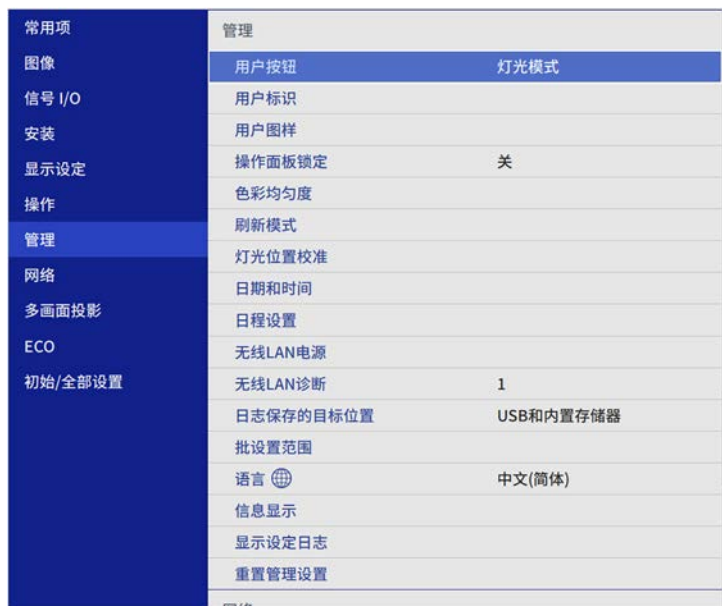 常用项
图像
信号 I/O
安装
显示设定
操作
管理
网络
多画面投影
ECO
初始/全部设置
管理
用户按钮 灯光模式
用户标识
用户图样
操作面板锁定 关
色彩均匀度
刷新模式
灯光位置校准
日期和时间
日程设置
无线LAN电源
无线LAN诊断 1
日志保存的目标位置 USB和内置存储器
批设置范围
语言 中文(简体)
信息显示
显示设定日志
重置管理设置